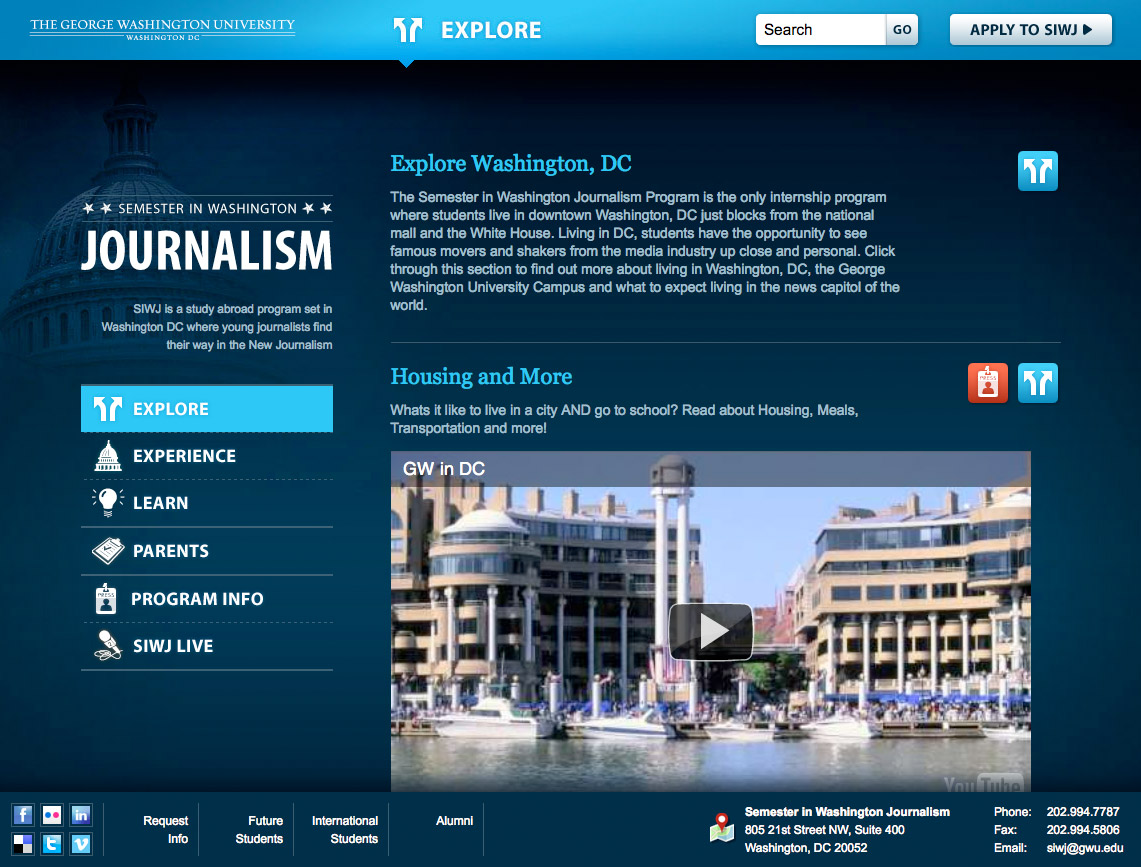 THE GEORGE WASHINGTON UNIVERSITY
WASHINGTON DC
EXPLORE
Search
GO
APPLY TO SIWJ
SEMESTER IN WASHINGTON
JOURNALISM
SIWJ is a study abroad program set in
Washington DC where young journalists find
their way in the New Journalism
EXPLORE
EXPERIENCE
LEARN
PARENTS
PRESS
PROGRAM INFO
SIWJ LIVE
Explore Washington, DC
The Semester in Washington Journalism Program is the only internship program
where students live in downtown Washington, DC just blocks from the national
mall and the White House. Living in DC, students have the opportunity to see
famous movers and shakers from the media industry up close and personal. Click
through this section to find out more about living in Washington, DC, the George
Washington University Campus and what to expect living in the news capitol of the
world.
Housing and More
PRESS
Whats it like to live in a city AND go to school? Read about Housing, Meals,
Transportation and more!
GW in DC
YouTube
f
in
t
v
Request
Info
Future
Students
International
Students
Alumni
Semester in Washington Journalism
805 21st Street NW, Suite 400
Washington, DC 20052
Phone: 202.994.7787
Fax: 202.994.5806
Email: siwj@gwu.edu